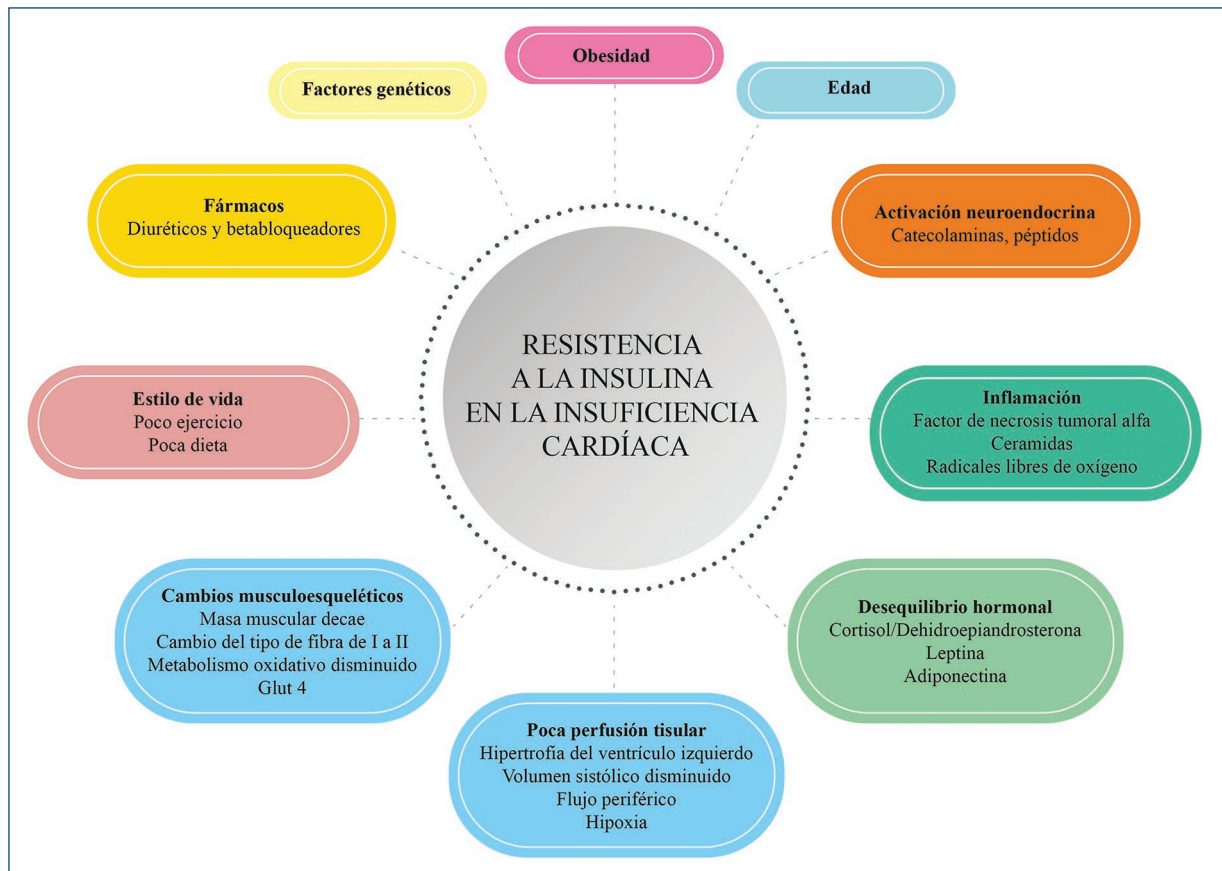 Obesidad
Factores genéticos
Edad
Fármacos
Diuréticos y betabloqueadores
Activación neuroendocrina
Catecolaminas, péptidos
RESISTENCIA
A LA INSULINA
EN LA INSUFICIENCIA
CARDÍACA
Estilo de vida
Poco ejercicio
Poca dieta
Inflamación
Factor de necrosis tumoral alfa
Ceramidas
Radicales libres de oxígeno
Cambios musculoesqueléticos
Masa muscular decae
Cambio del tipo de fibra de I a II
Metabolismo oxidativo disminuido
Glut 4
Desequilibrio hormonal
Cortisol/Dehidroepiandrosterona
Leptina
Adiponectina
Poca perfusión tisular
Hipertrofia del ventrículo izquierdo
Volumen sistólico disminuido
Flujo periférico
Hipoxia